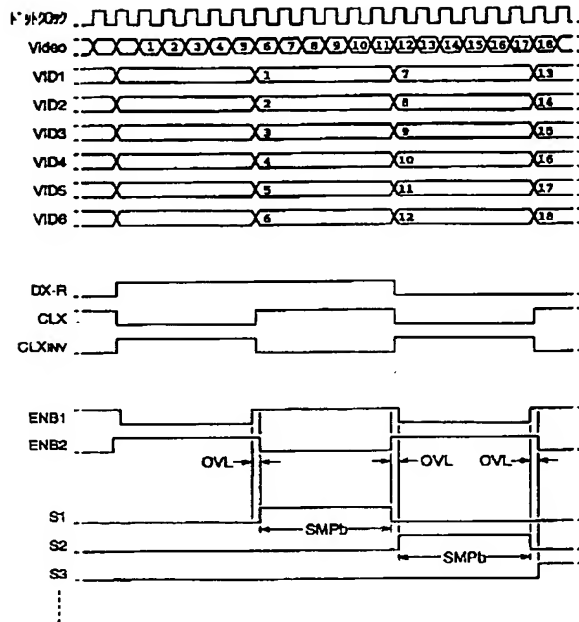 ドットクロック
Video 1 2 3 4 5 6 7 8 9 10 11 12 13 14 15 16 17 18
VID1 1 7 13
VID2 2 8 14
VID3 3 9 15
VID4 4 10 16
VID5 5 11 17
VID6 6 12 18
DX-R
CLX
CLXINV
ENB1
ENB2
OVL OVL OVL
S1
SMPb
S2
SMPb
S3